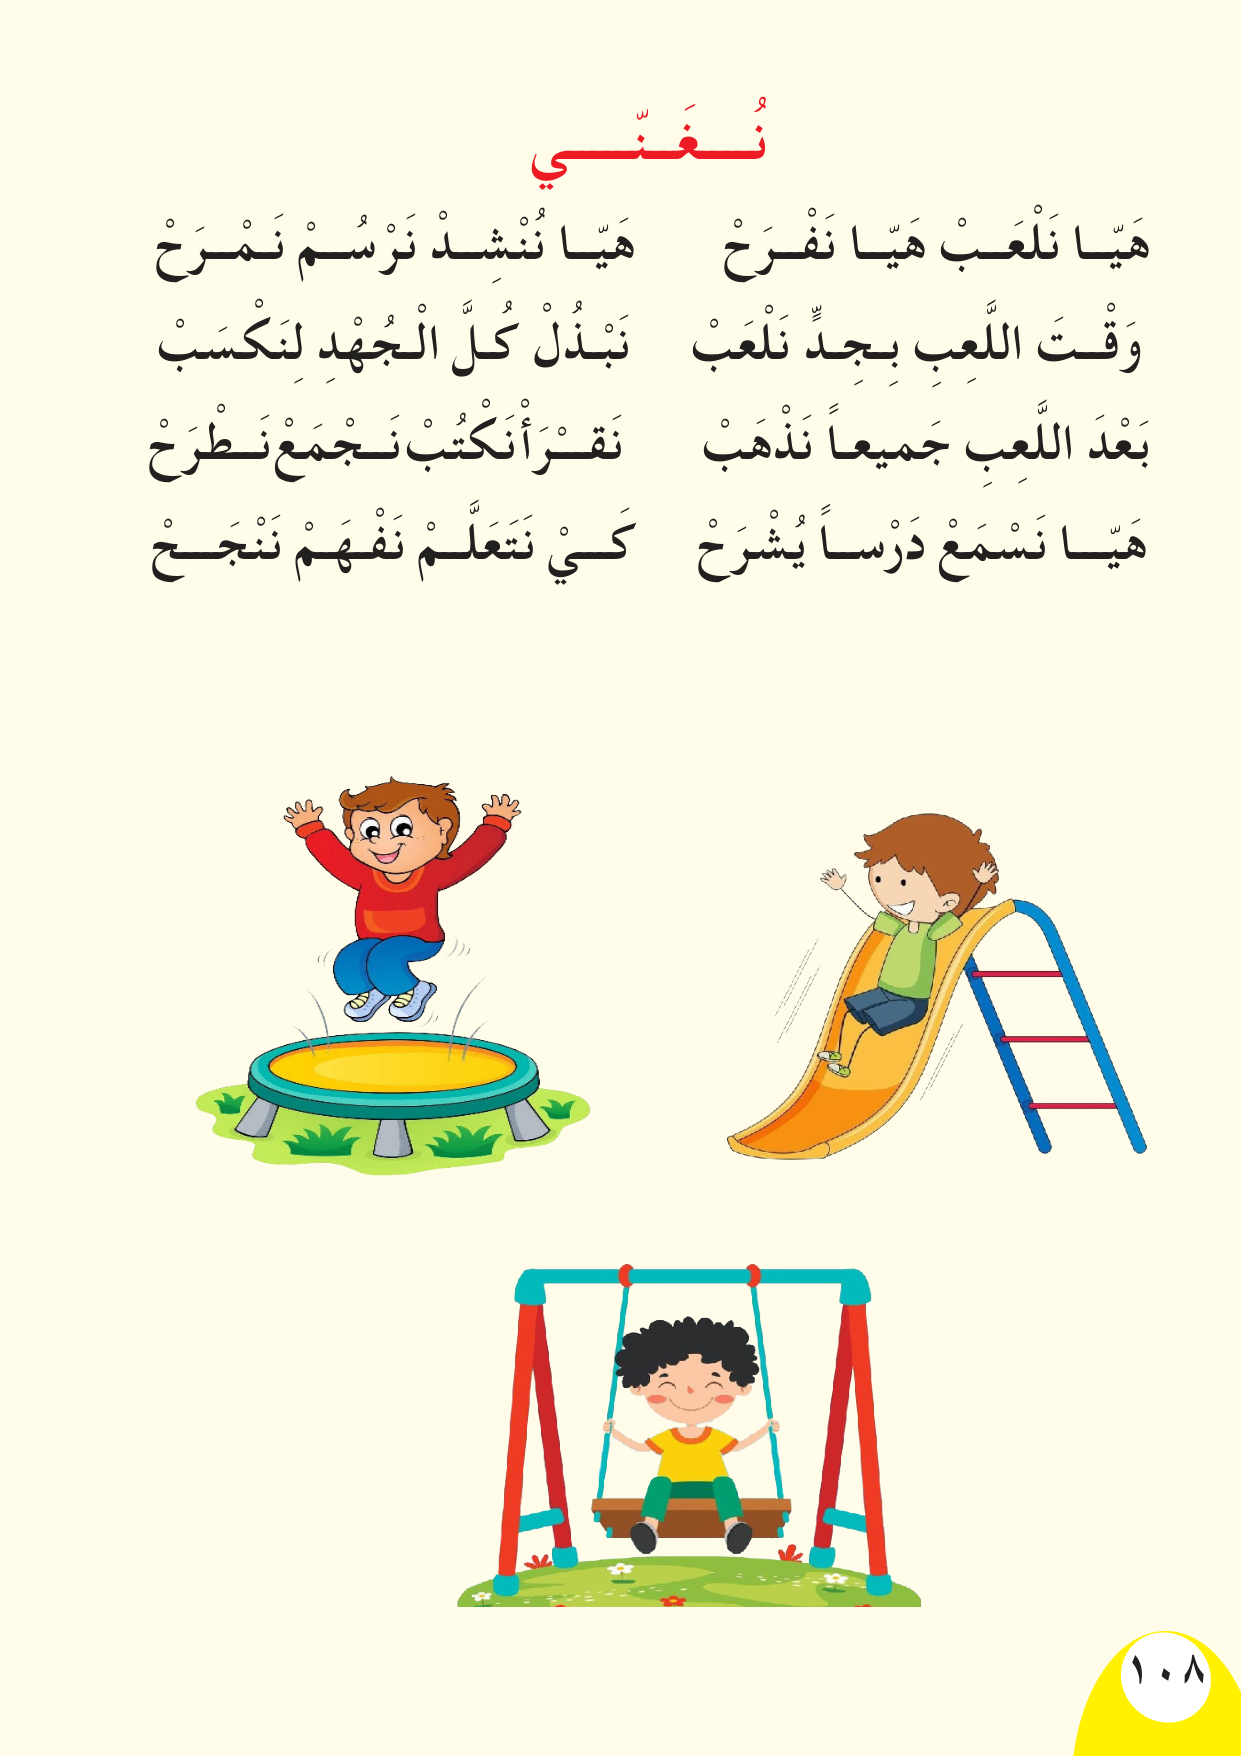 نُغَنّي
هَيّا نَلْعَبْ هَيّا نَفْرَحْ هَيّا نُنْشِدْ نَرْسُمْ نَمْرَحْ
وَقْتَ اللَّعِبِ بِجِدٍّ نَلْعَبْ نَبْذُلْ كُلَّ الْجُهْدِ لِنَكْسَبْ
بَعْدَ اللَّعِبِ جَميعاً نَذْهَبْ نَقْرَأْ نَكْتُبْ نَجْمَعْ نَطْرَحْ
هَيّا نَسْمَعْ دَرْساً يُشْرَحْ كَيْ نَتَعَلَّمْ نَفْهَمْ نَنْجَحْ
١٠٨